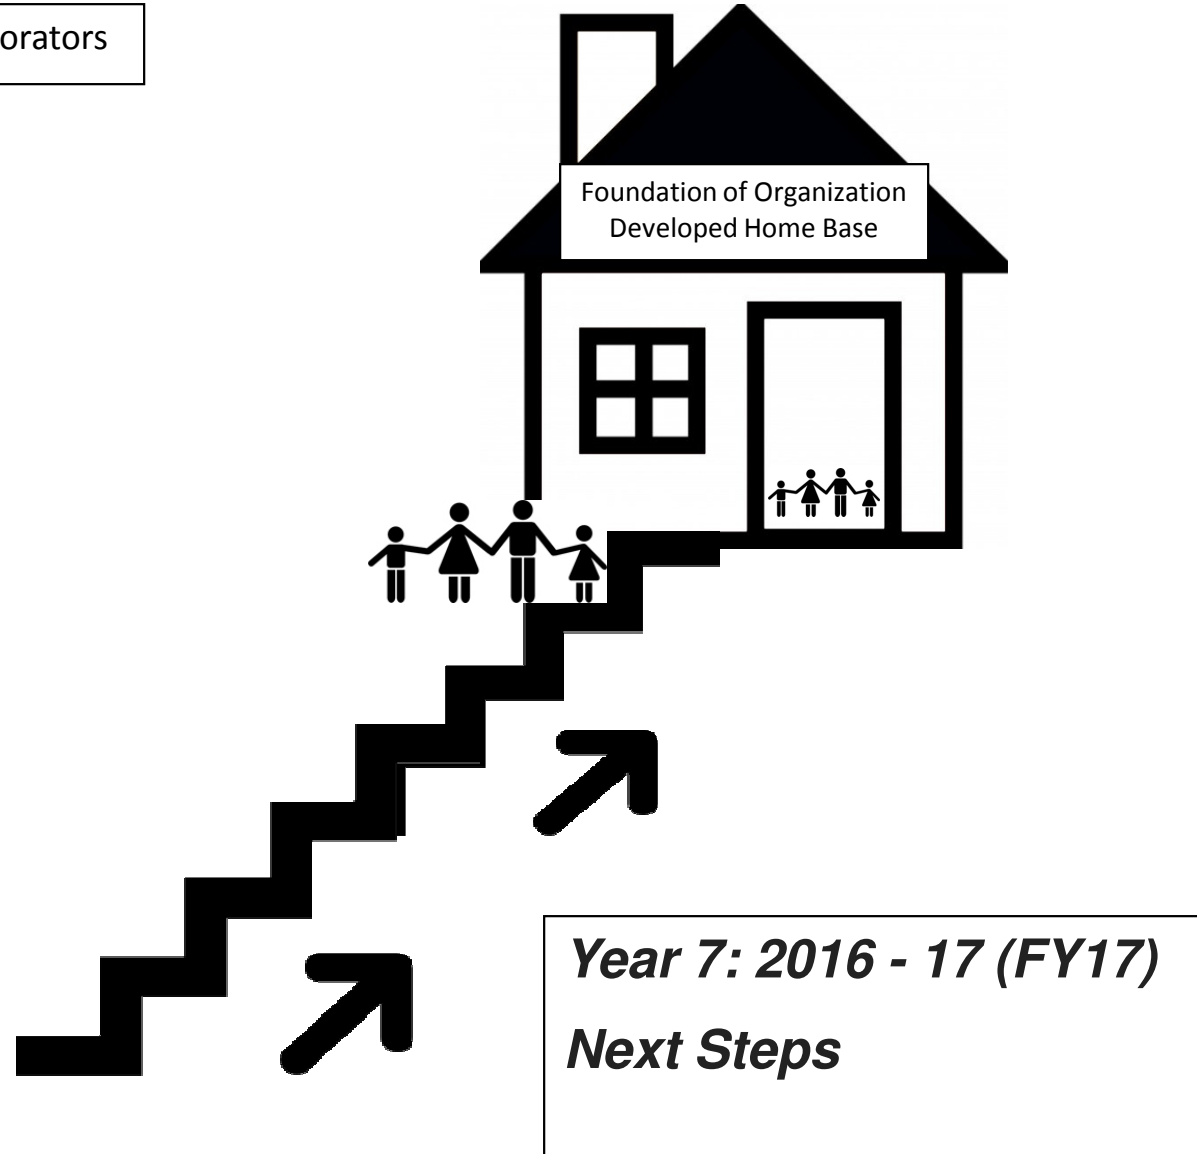 orators
Foundation of Organization
Developed Home Base
Year 7: 2016 - 17 (FY17)
Next Steps